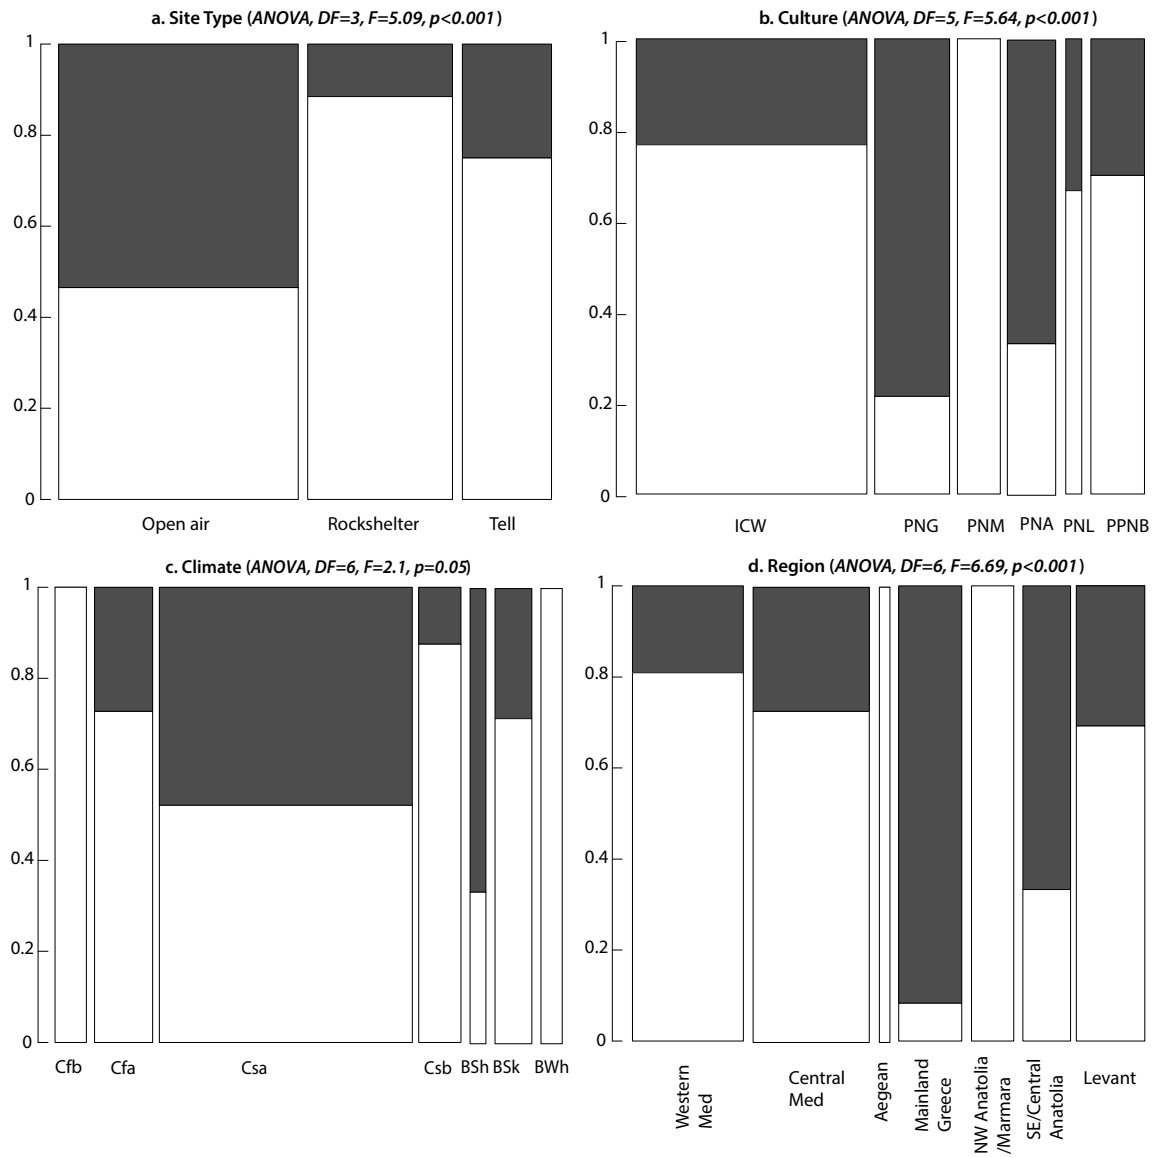 a. Site Type (ANOVA, DF=3, F=5.09, p<0.001)
1
0.8
0.6
0.4
0.2
0
Open air Rockshelter Tell
b. Culture (ANOVA, DF=5, F=5.64, p<0.001)
1
0.8
0.6
0.4
0.2
0
ICW PNG PNM PNA PNL PPNB
c. Climate (ANOVA, DF=6, F=2.1, p=0.05)
1
0.8
0.6
0.4
0.2
0
Cfb Cfa Csa Csb BSh BSk BWh
d. Region (ANOVA, DF=6, F=6.69, p<0.001)
1
0.8
0.6
0.4
0.2
0
Western
Med
Central
Med
Aegean
Mainland
Greece
NW Anatolia
/Marmara
SE/Central
Anatolia
Levant